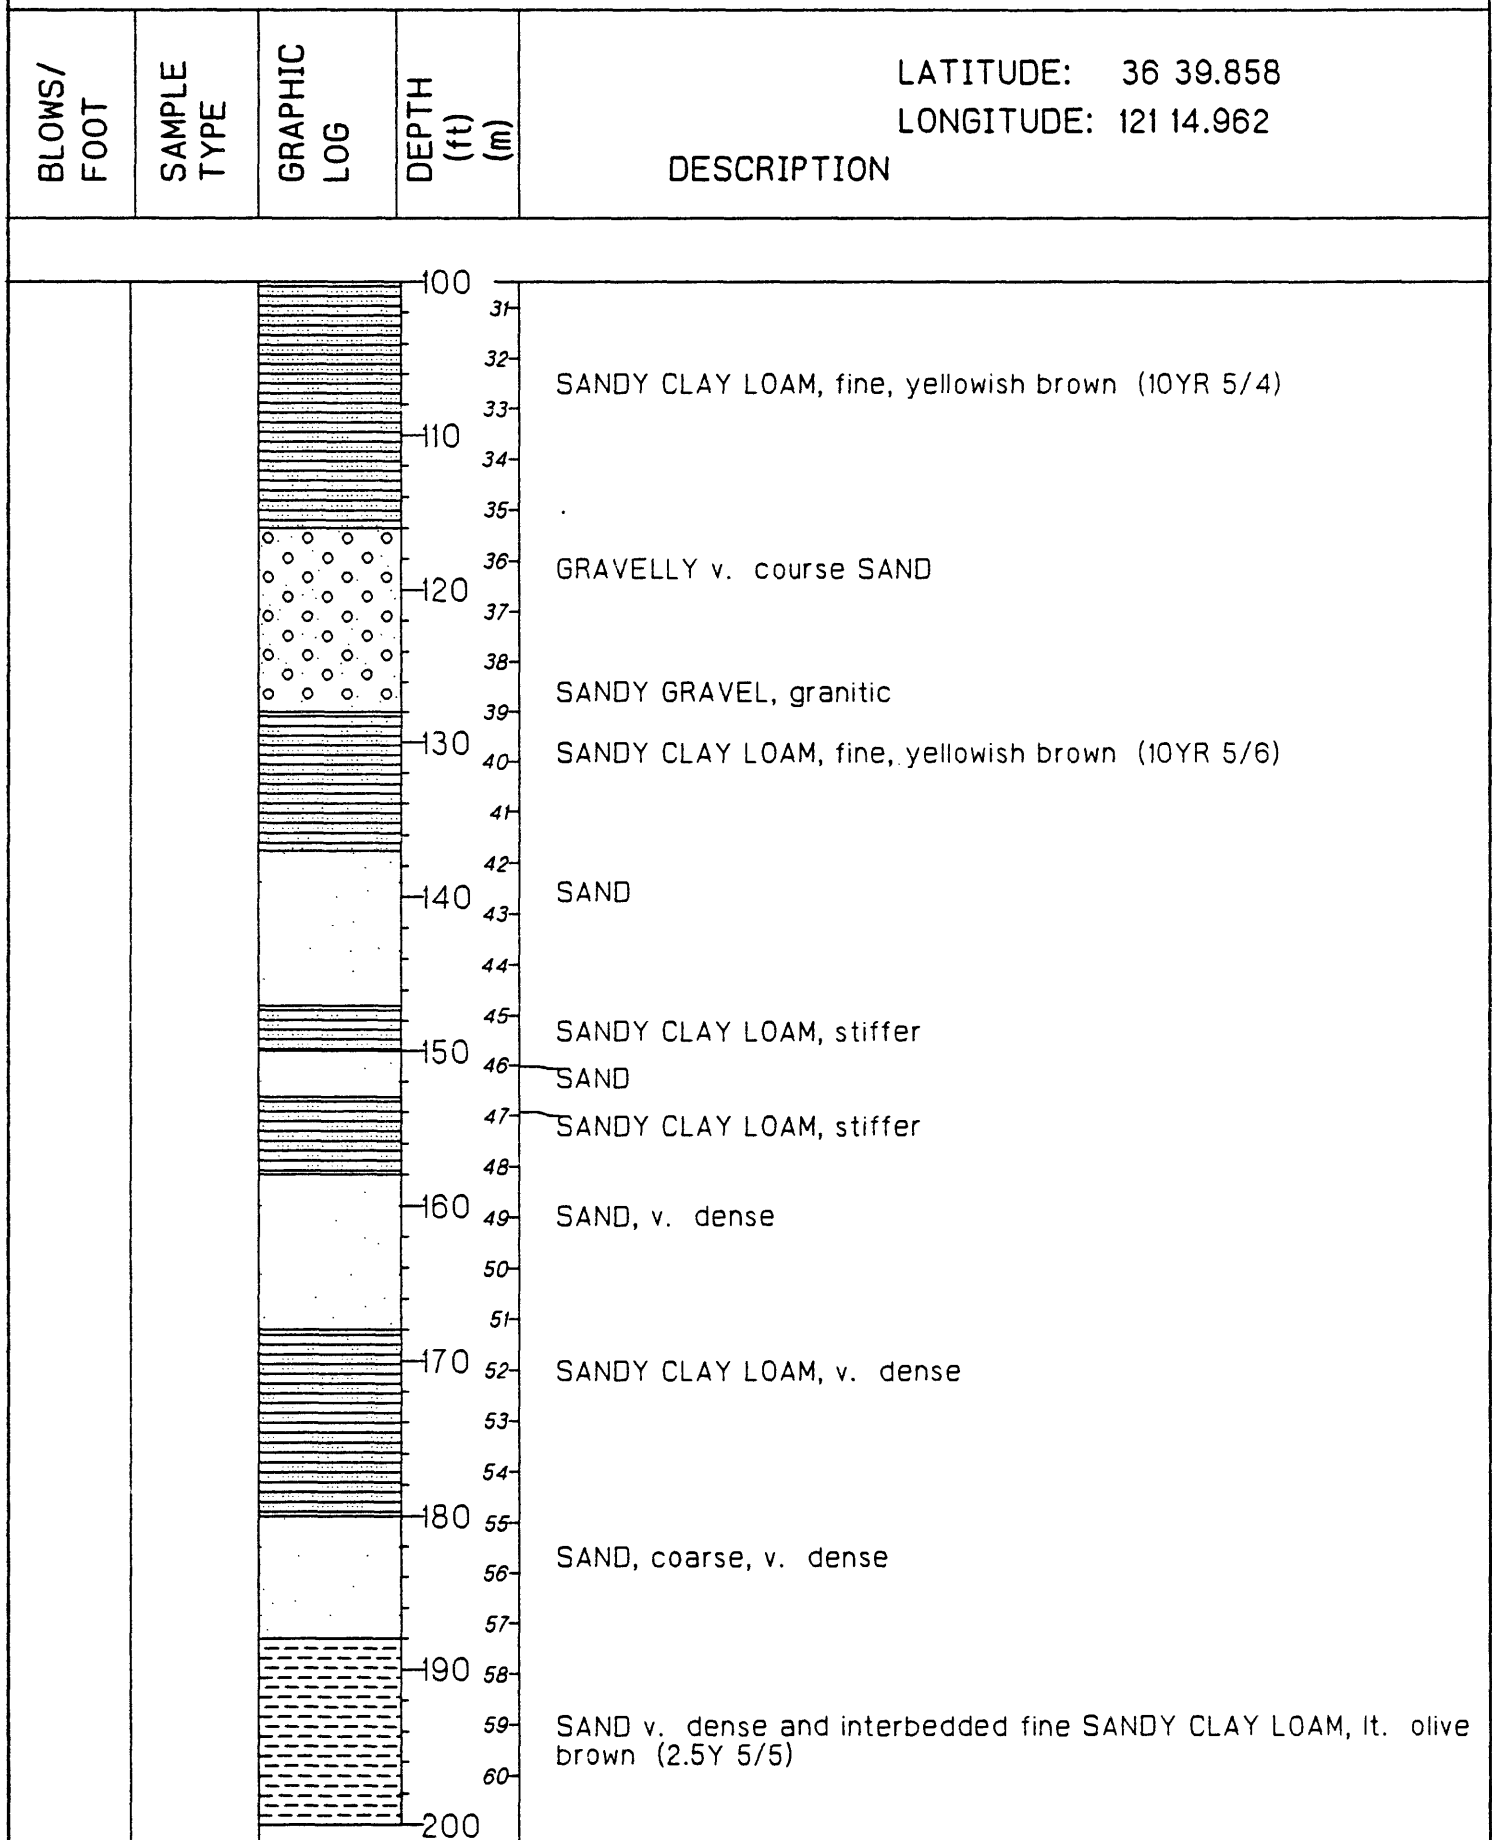 BLOWS/
FOOT
SAMPLE
TYPE
GRAPHIC
LOG
DEPTH
(ft)
(m)
LATITUDE: 36 39.858
LONGITUDE: 121 14.962
DESCRIPTION
100
31
32
SANDY CLAY LOAM, fine, yellowish brown (10YR 5/4)
33
110
34
35
36
GRAVELLY v. course SAND
120
37
38
SANDY GRAVEL, granitic
39
130
40
SANDY CLAY LOAM, fine, yellowish brown (10YR 5/6)
41
42
140
SAND
43
44
45
SANDY CLAY LOAM, stiffer
150
46
SAND
47
SANDY CLAY LOAM, stiffer
48
160
49
SAND, v. dense
50
51
170
52
SANDY CLAY LOAM, v. dense
53
54
180
55
SAND, coarse, v. dense
56
57
190
58
59
SAND v. dense and interbedded fine SANDY CLAY LOAM, lt. olive
brown (2.5Y 5/5)
60
200